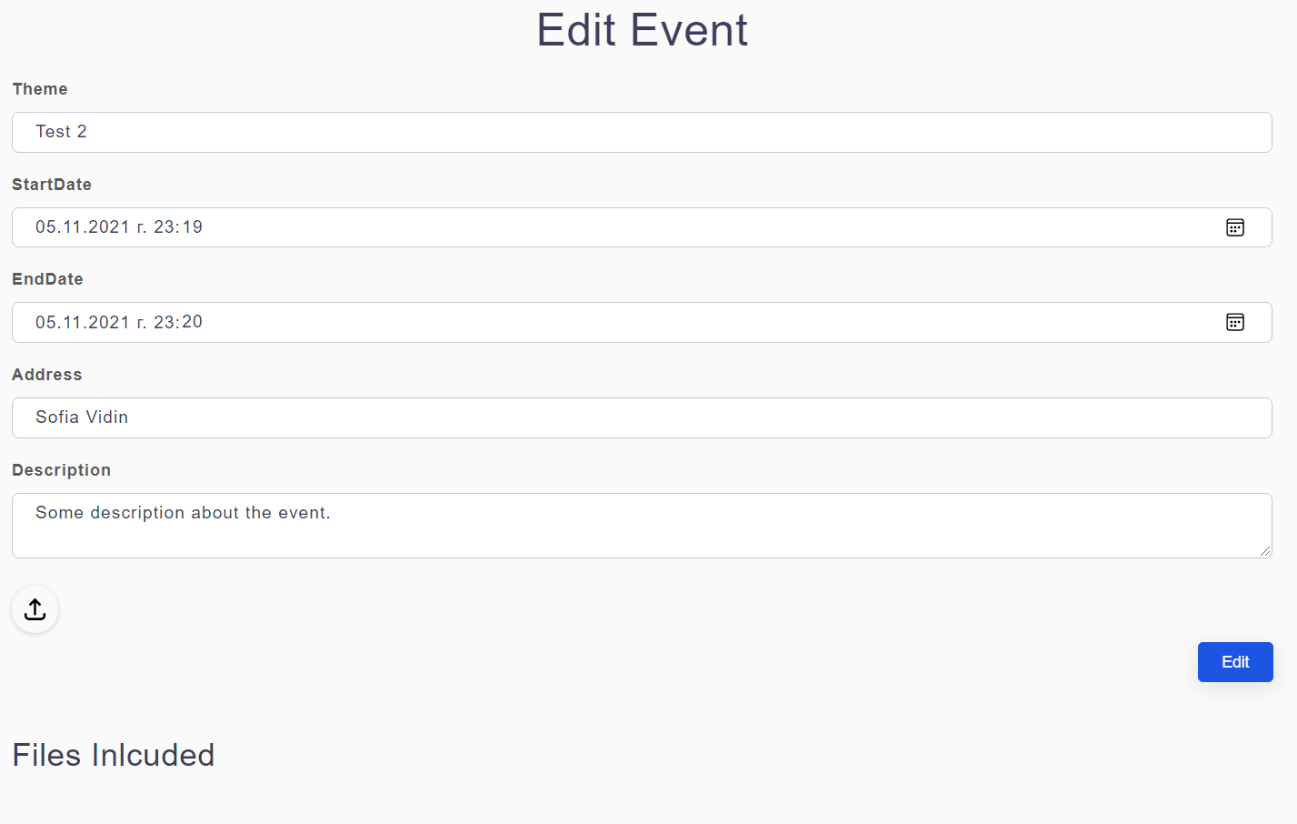 Edit Event
Theme
Test 2
StartDate
05.11.2021 г. 23:19
EndDate
05.11.2021 г. 23:20
Address
Sofia Vidin
Description
Some description about the event.
Edit
Files Inlcuded